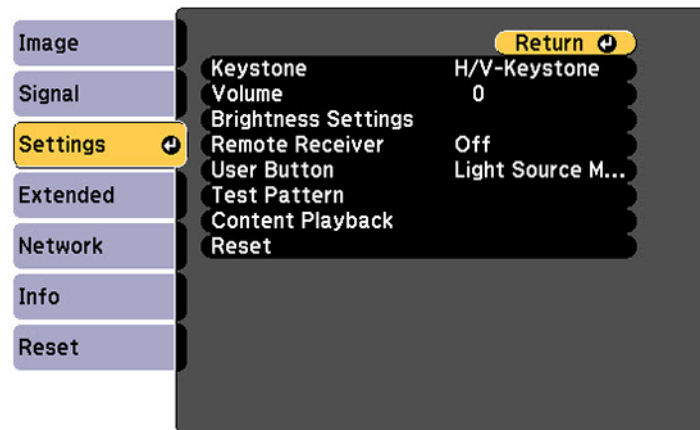 Image
Signal
Settings
Extended
Network
Info
Reset
Return
Keystone H/V-Keystone
Volume 0
Brightness Settings
Remote Receiver Off
User Button Light Source M...
Test Pattern
Content Playback
Reset